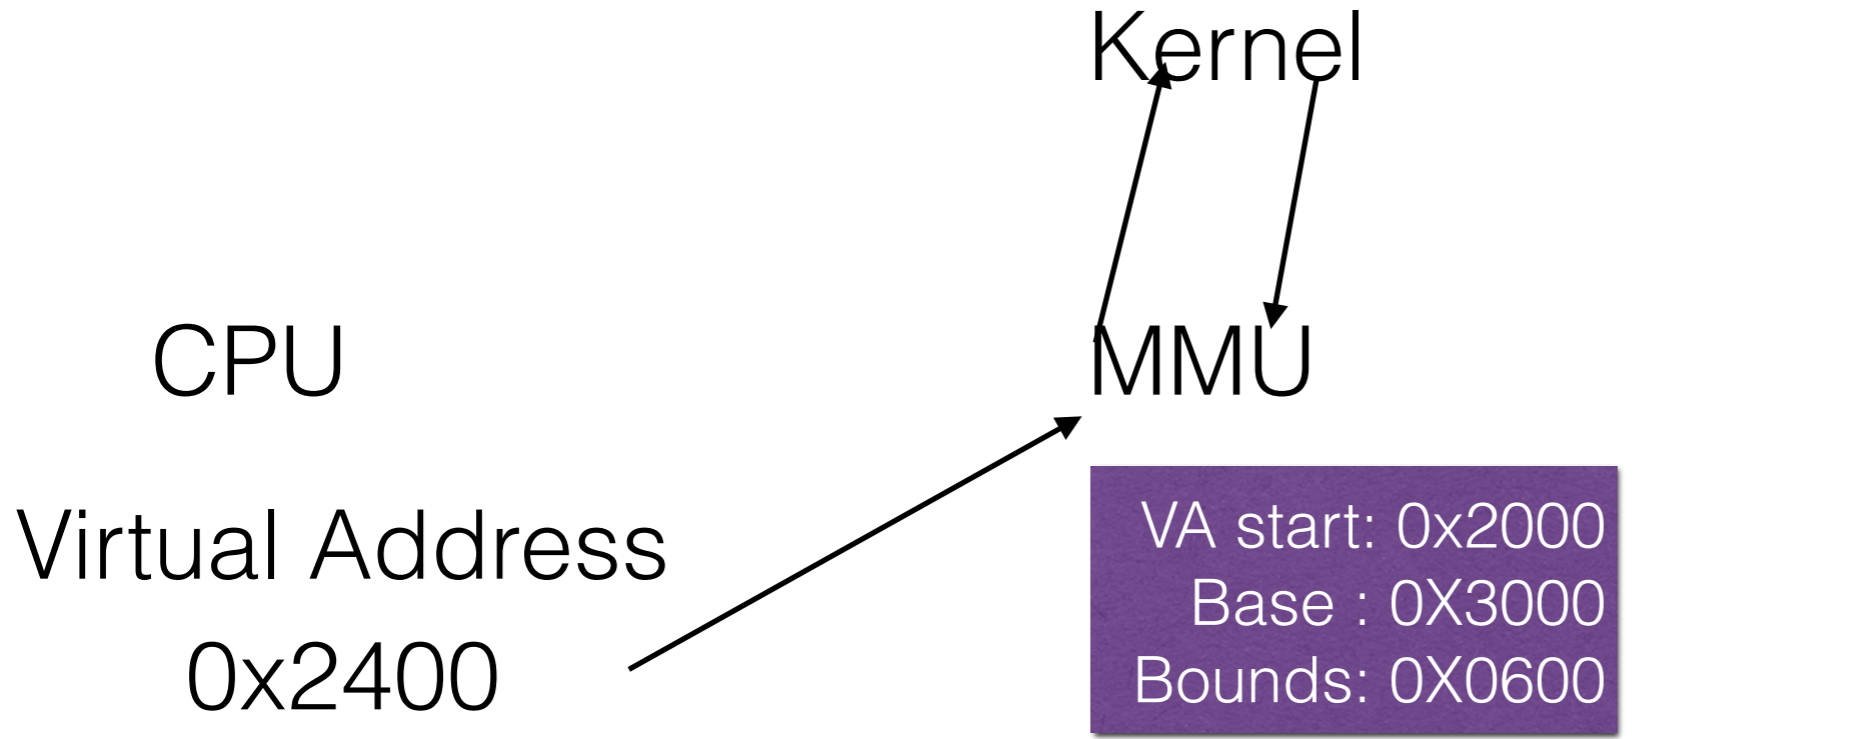 Kernel
CPU
MMU
Virtual Address
0x2400
VA start: 0x2000
Base : 0X3000
Bounds: 0X0600